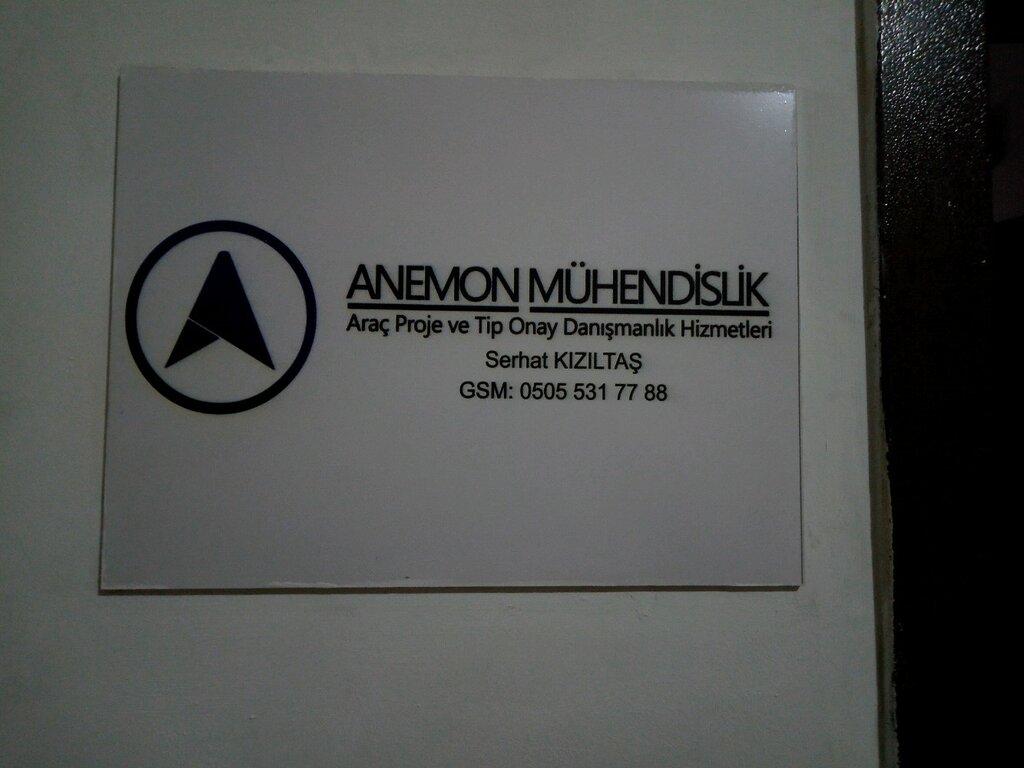 ANEMON MÜHENDİSLİK
Araç Proje ve Tip Onay Danışmanlık Hizmetleri
Serhat KIZILTAŞ
GSM: 0505 531 77 88